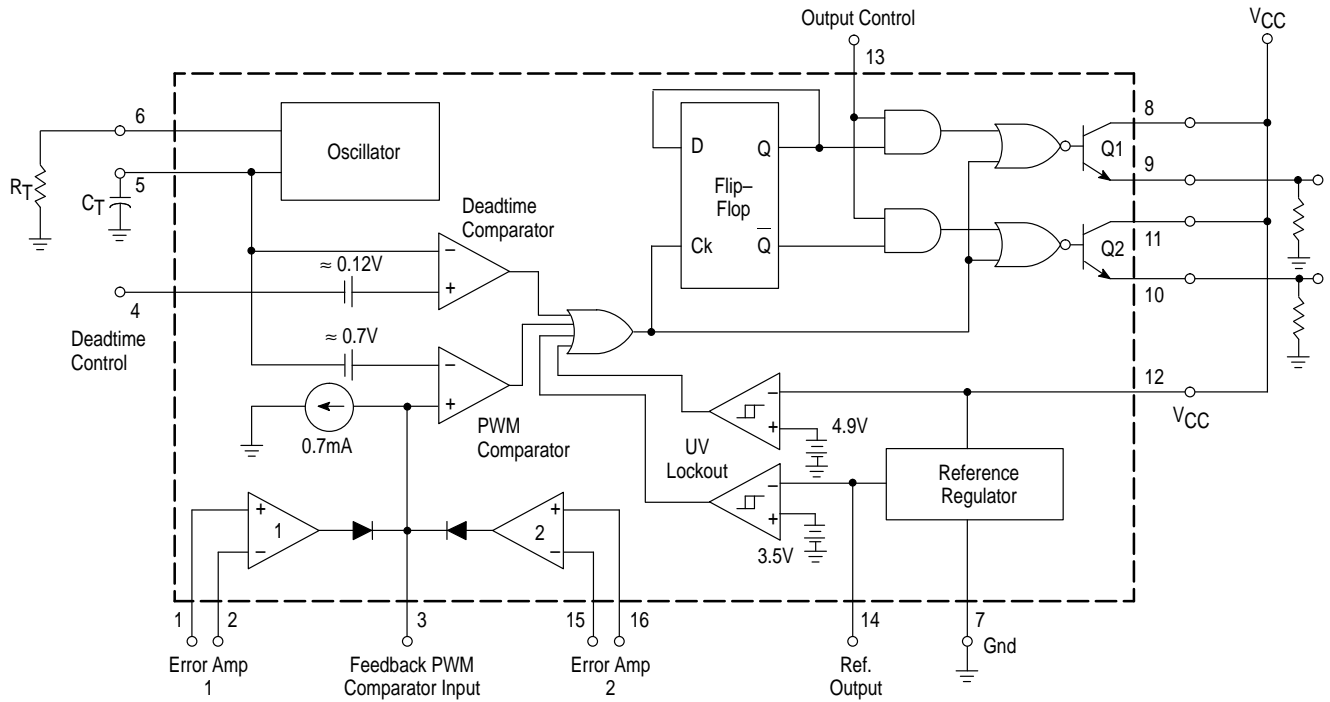 Output Control
13
VCC
6
Oscillator
RT
5
CT
D
Q
Flip–
Flop
Ck
Q
8
Q1
9
11
Q2
10
Deadtime
Comparator
≈ 0.12V
−
+
4
Deadtime
Control
≈ 0.7V
−
+
0.7mA
PWM
Comparator
UV
Lockout
−
+
4.9V
12
VCC
Reference
Regulator
−
+
3.5V
+
1
−
+
2
−
1
2
3
15
16
14
7
Gnd
Error Amp
1
Feedback PWM
Comparator Input
Error Amp
2
Ref.
Output